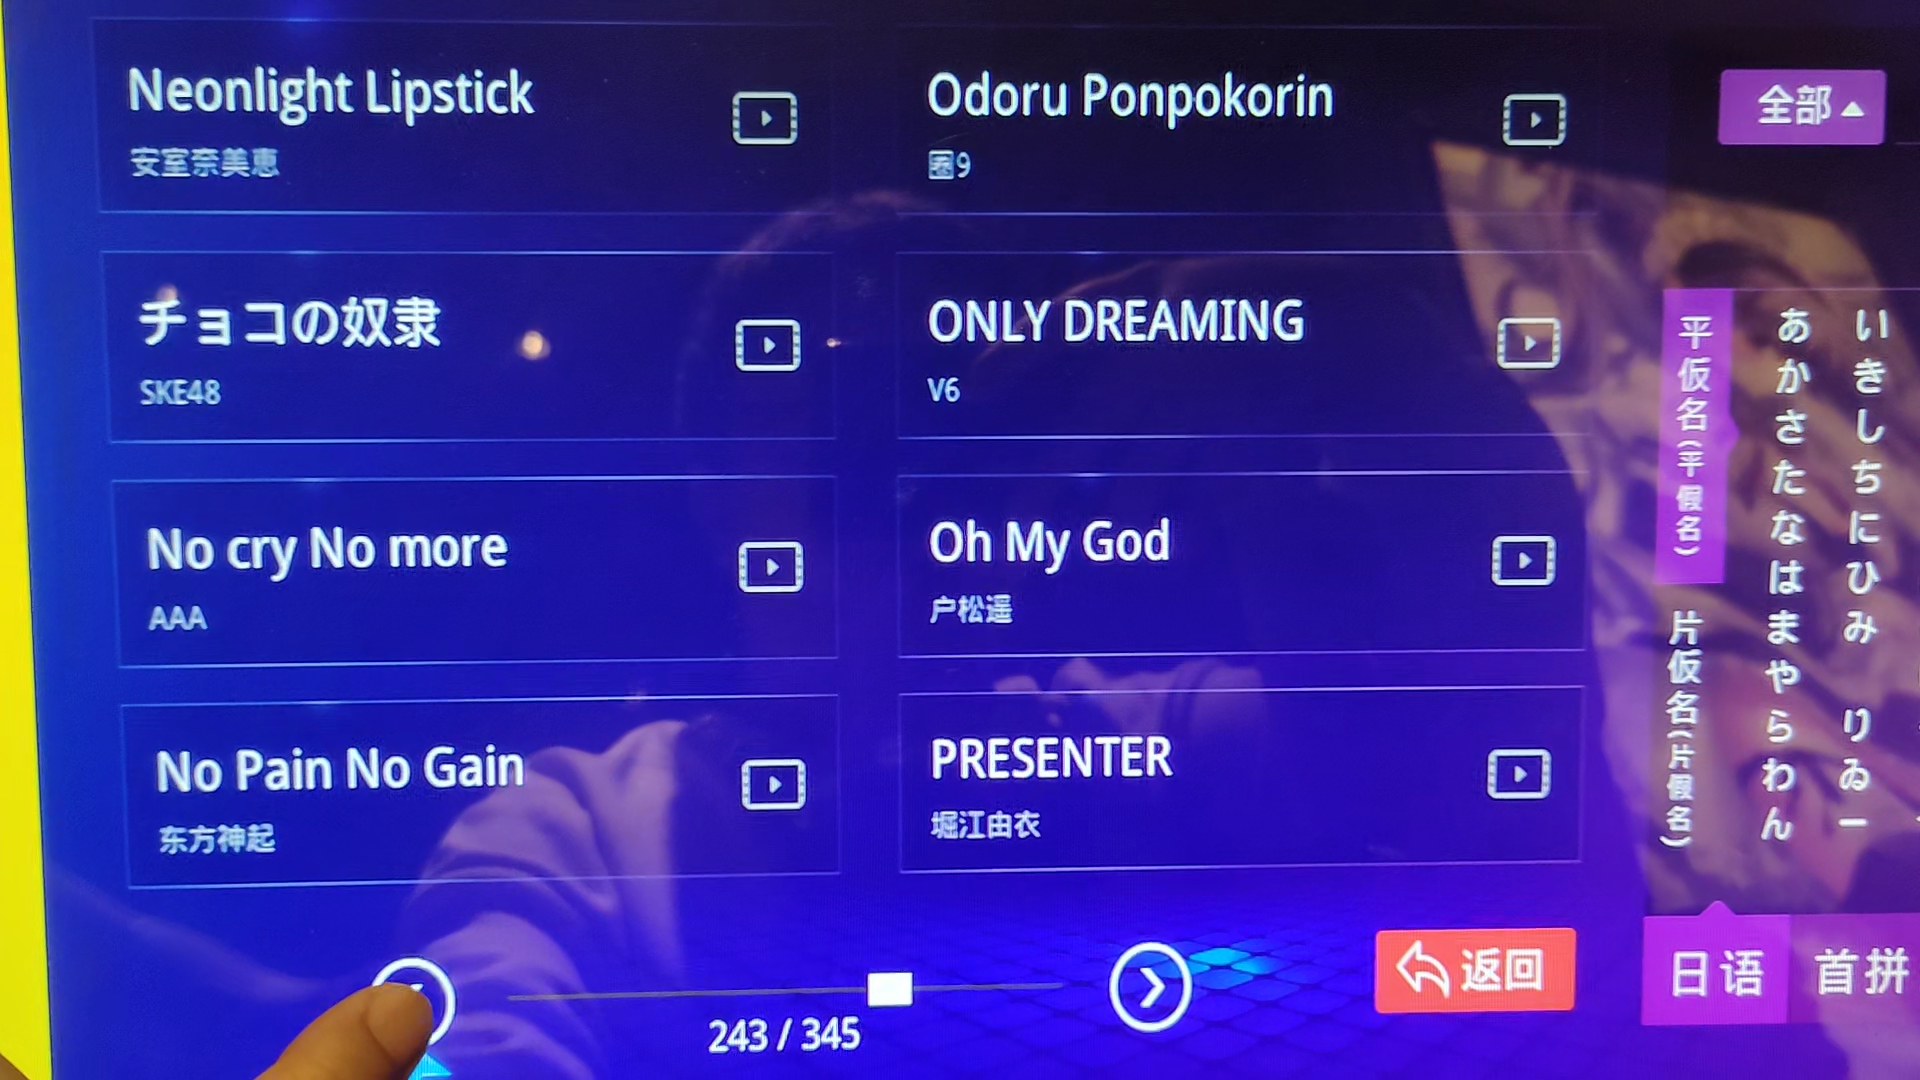 Neonlight Lipstick
安室奈美恵
Odoru Ponpokorin
圈9
チョコの奴隷
SKE48
ONLY DREAMING
V6
No cry No more
AAA
Oh My God
户松遥
No Pain No Gain
东方神起
PRESENTER
堀江由衣
243 / 345
返回
全部
平仮名(平假名)
片仮名(片假名)
あかさたなはまやらわん
いきしちにひみ りゐー
日语
首拼